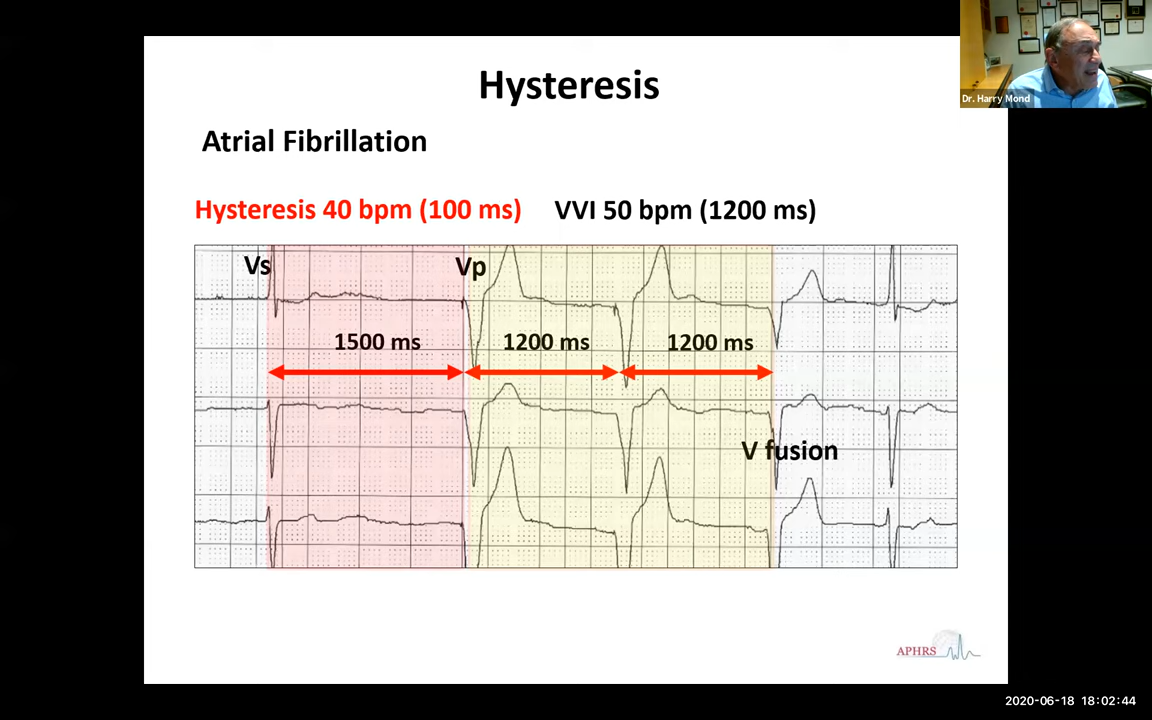 Hysteresis
Dr. Harry Mond
Atrial Fibrillation
Hysteresis 40 bpm (100 ms) VVI 50 bpm (1200 ms)
Vs Vp
1500 ms 1200 ms 1200 ms
V fusion
APHRS
2020-06-18 18:02:44